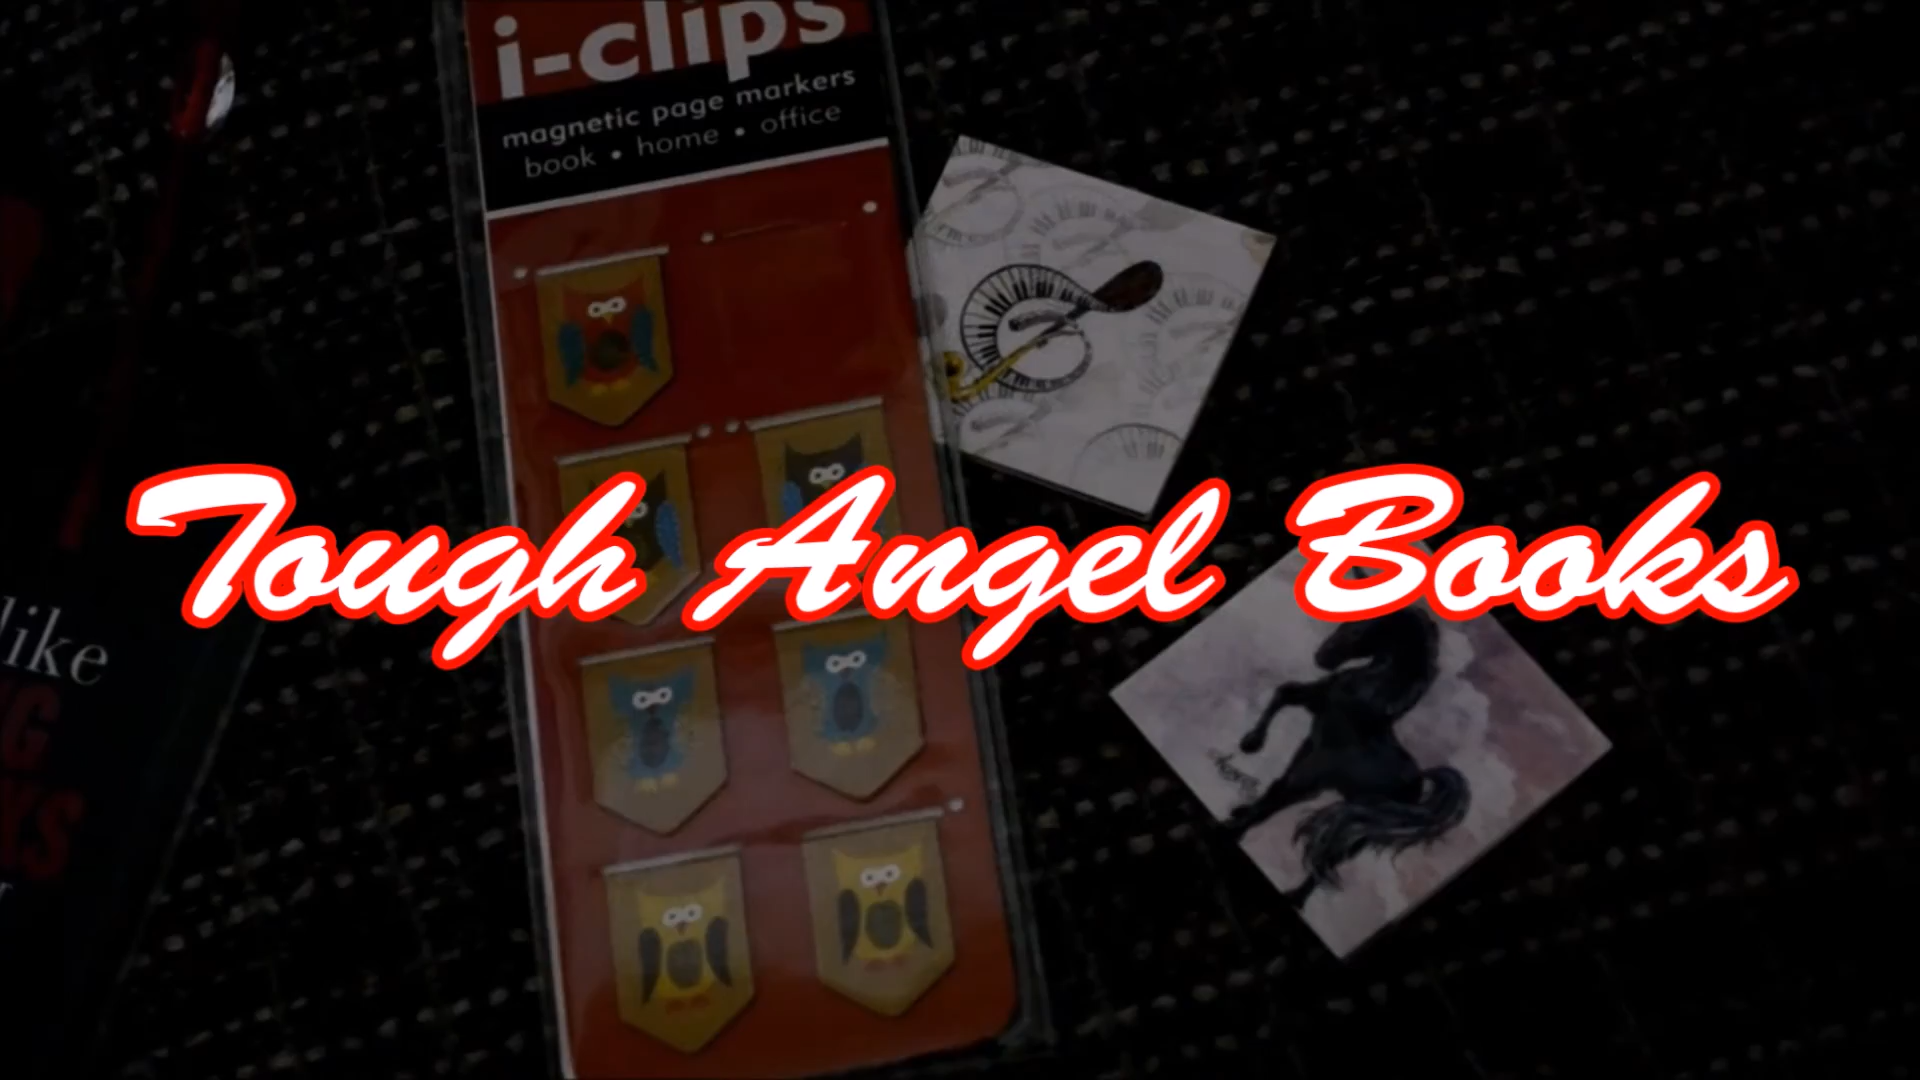 i-clips
magnetic page markers
book • home • office
Tough Angel Books
like